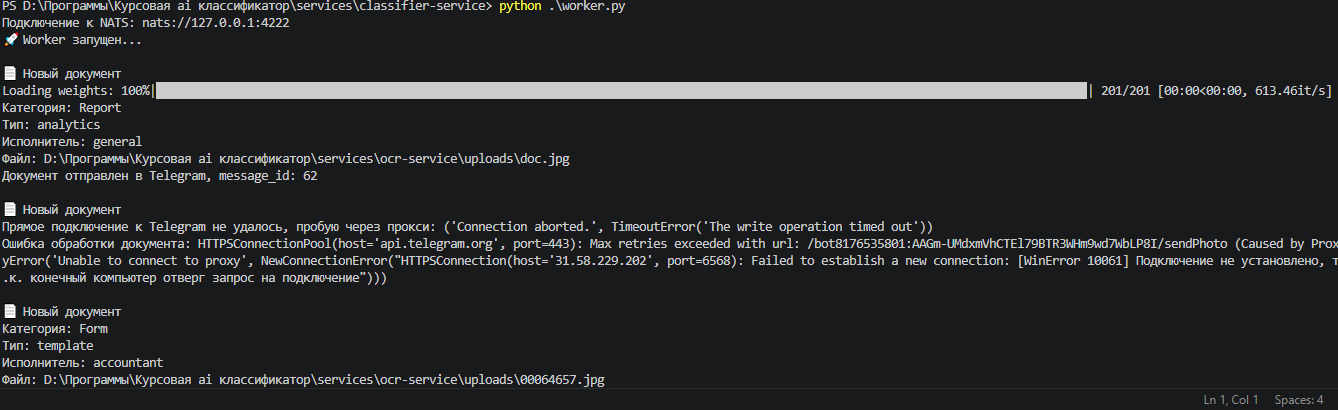 PS D:\Программы\Курсовая ai классификатор\services\classifier-service> python .\worker.py
Подключение к NATS: nats://127.0.0.1:4222
🚀 Worker запущен...
📄 Новый документ
Loading weights: 100%| | 201/201 [00:00<00:00, 613.46it/s]
Категория: Report
Тип: analytics
Исполнитель: general
Файл: D:\Программы\Курсовая ai классификатор\services\ocr-service\uploads\doc.jpg
Документ отправлен в Telegram, message_id: 62
📄 Новый документ
Прямое подключение к Telegram не удалось, пробую через прокси: ('Connection aborted.', TimeoutError('The write operation timed out'))
Ошибка обработки документа: HTTPSConnectionPool(host='api.telegram.org', port=443): Max retries exceeded with url: /bot8176535801:AAGm-UMdxmVhCTEl79BTR3WHm9wd7WbLP8I/sendPhoto (Caused by Prox
yError('Unable to connect to proxy', NewConnectionError("HTTPSConnection(host='31.58.229.202', port=6568): Failed to establish a new connection: [WinError 10061] Подключение не установлено, т
.к. конечный компьютер отверг запрос на подключение")))
📄 Новый документ
Категория: Form
Тип: template
Исполнитель: accountant
Файл: D:\Программы\Курсовая ai классификатор\services\ocr-service\uploads\00064657.jpg
Ln 1, Col 1 Spaces: 4